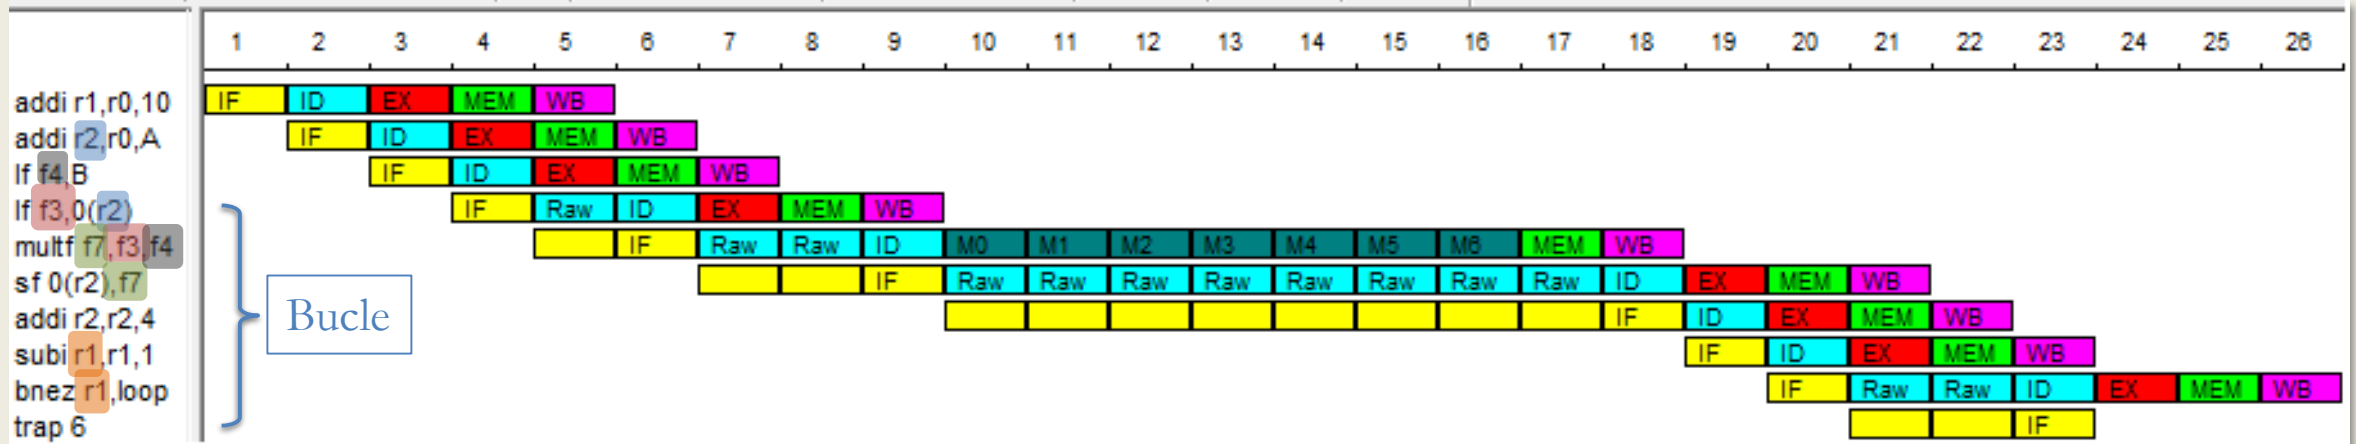 1 2 3 4 5 6 7 8 9 10 11 12 13 14 15 16 17 18 19 20 21 22 23 24 25 26
addi r1,r0,10 IF ID EX MEM WB
addi r2,r0,A IF ID EX MEM WB
lf f4,B IF ID EX MEM WB
lf f3,0(r2) IF Raw ID EX MEM WB
multf f7,f3,f4 IF Raw Raw ID M0 M1 M2 M3 M4 M5 M6 MEM WB
sf 0(r2),f7 IF Raw Raw Raw Raw Raw Raw Raw Raw ID EX MEM WB
Bucle
addi r2,r2,4 IF ID EX MEM WB
subi r1,r1,1 IF ID EX MEM WB
bnez r1,loop IF Raw Raw ID EX MEM WB
trap 6 IF